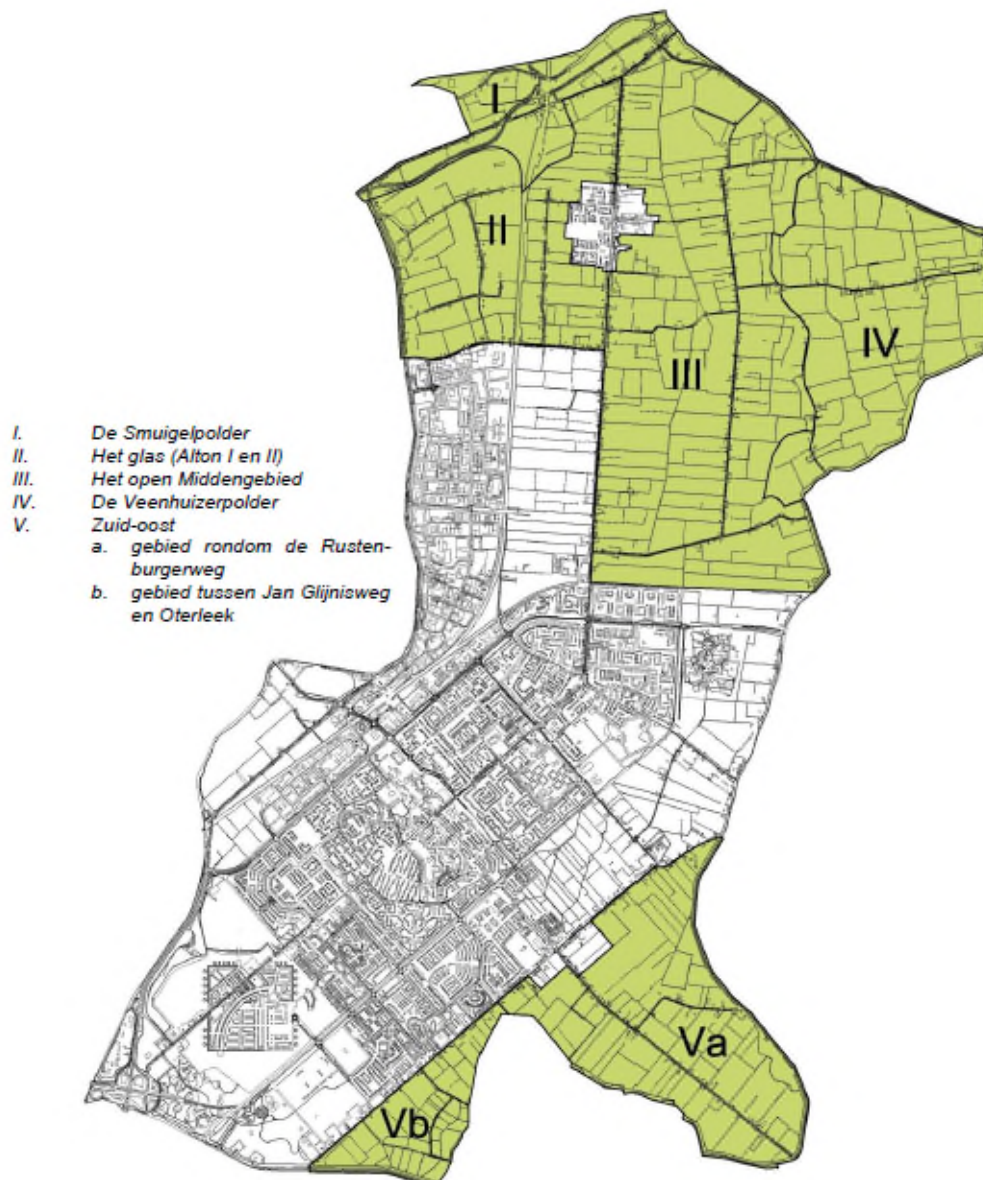 I
II
III
IV
I. De Smuigelpolder
II. Het glas (Alton I en II)
III. Het open Middengebied
IV. De Veenhuizerpolder
V. Zuid-oost
a. gebied rondom de Rusten-
burgerweg
b. gebied tussen Jan Glijnisweg
en Oterleek
Va
Vb